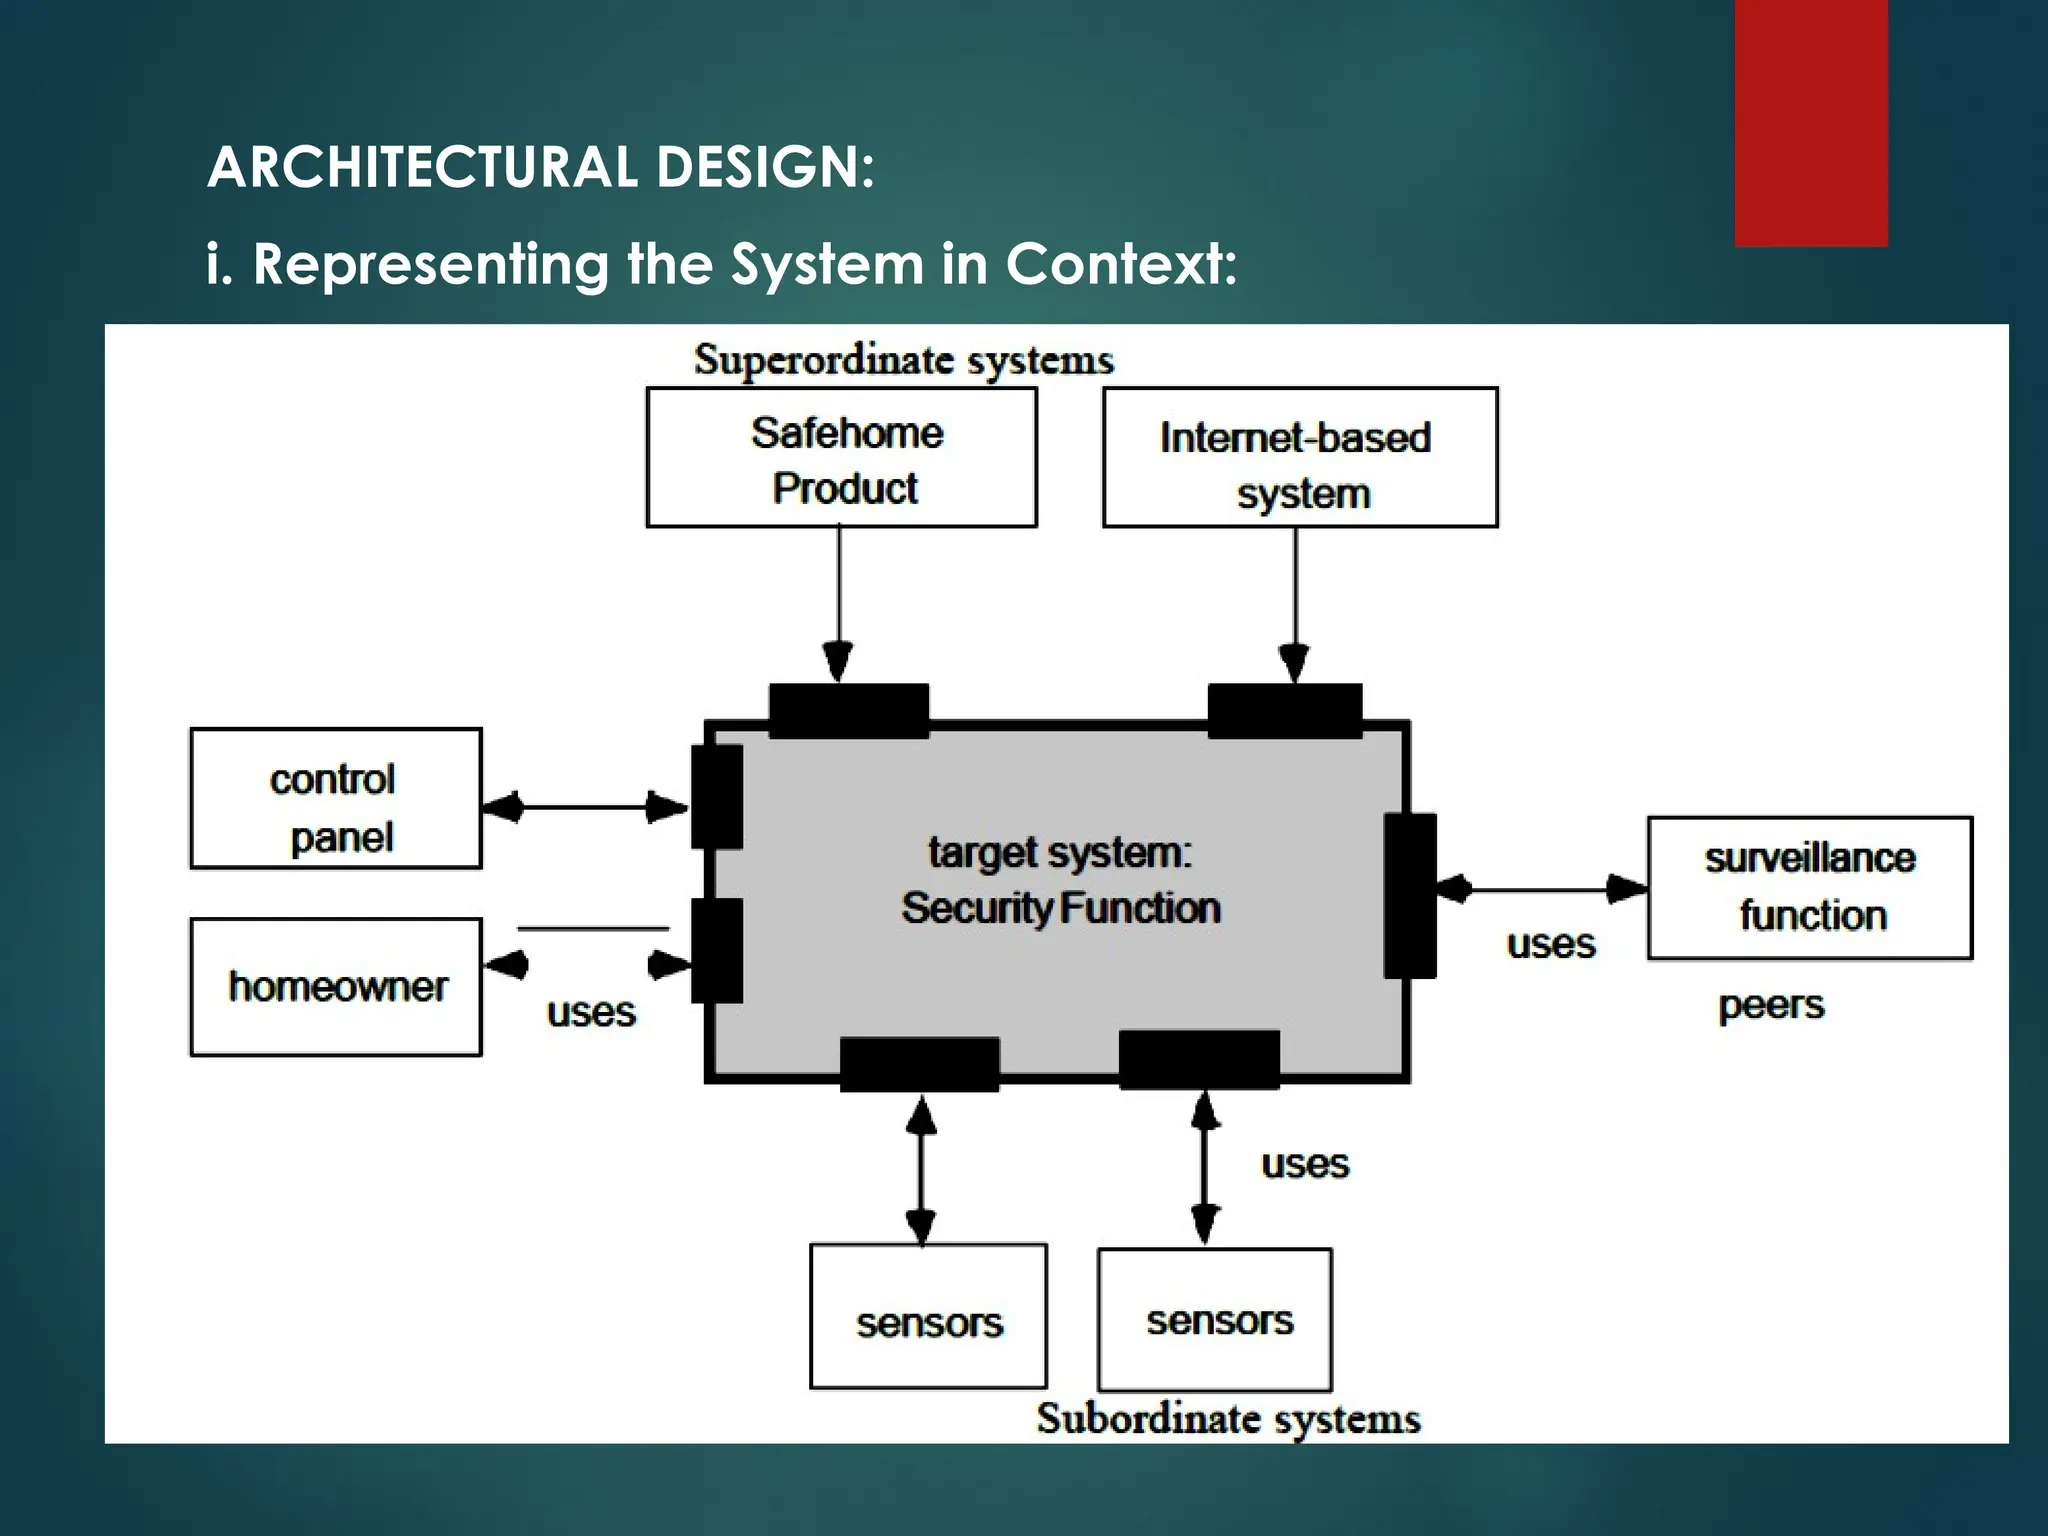 ARCHITECTURAL DESIGN:
i. Representing the System in Context:
Superordinate systems
Safehome
Product
Internet-based
system
control
panel
target system:
Security Function
surveillance
function
uses
peers
homeowner
uses
uses
sensors
sensors
Subordinate systems